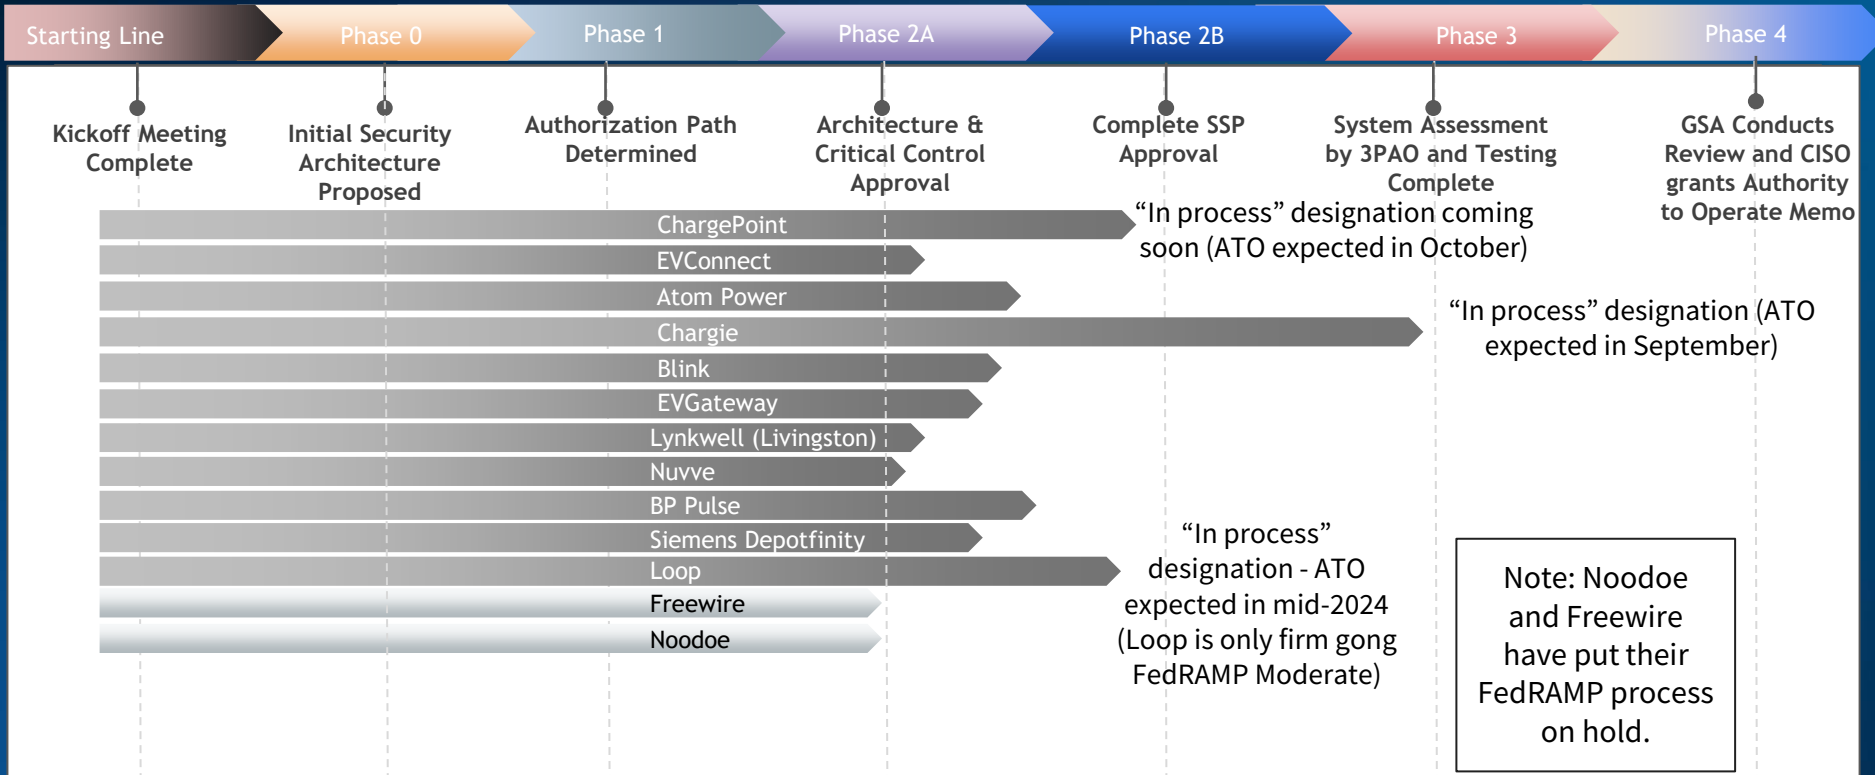 Starting Line
Phase 0
Phase 1
Phase 2A
Phase 2B
Phase 3
Phase 4
Kickoff Meeting
Complete
Initial Security
Architecture
Proposed
Authorization Path
Determined
Architecture &
Critical Control
Approval
Complete SSP
Approval
System Assessment
by 3PAO and Testing
Complete
GSA Conducts
Review and CISO
grants Authority
to Operate Memo
ChargePoint
“In process” designation coming
soon (ATO expected in October)
EVConnect
Atom Power
Chargie
“In process” designation (ATO
expected in September)
Blink
EVGateway
Lynkwell (Livingston)
Nuvve
BP Pulse
Siemens Depotfinity
Loop
“In process”
designation - ATO
expected in mid-2024
(Loop is only firm gong
FedRAMP Moderate)
Freewire
Noodoe
Note: Noodoe
and Freewire
have put their
FedRAMP process
on hold.